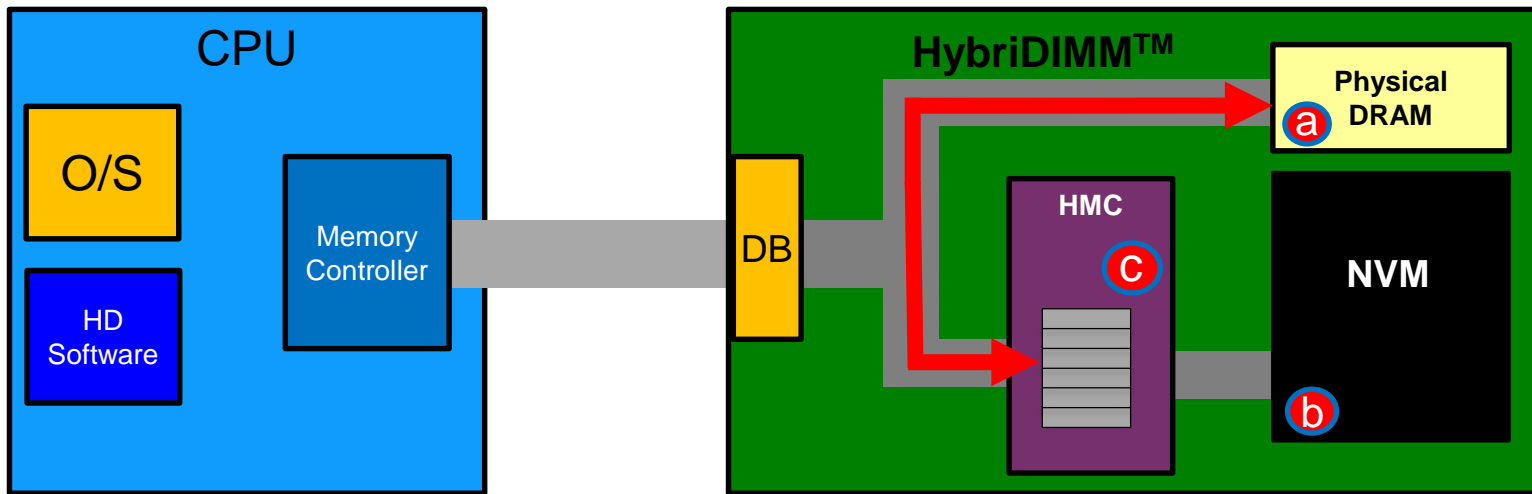 CPU
O/S
HD
Software
Memory
Controller
DB
HybriDIMM™
Physical
DRAM
a
HMC
c
NVM
b